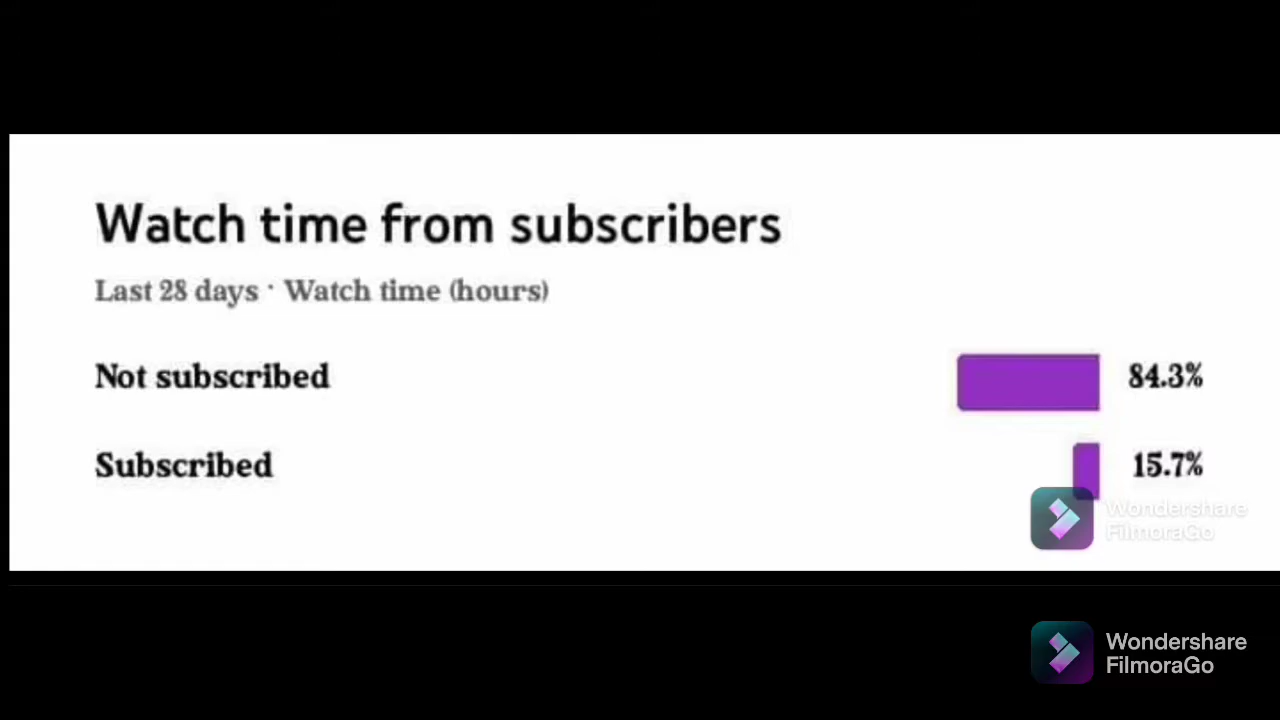 Watch time from subscribers
Last 28 days · Watch time (hours)
Not subscribed
84.3%
Subscribed
15.7%
Wondershare
FilmoraGo
Wondershare
FilmoraGo